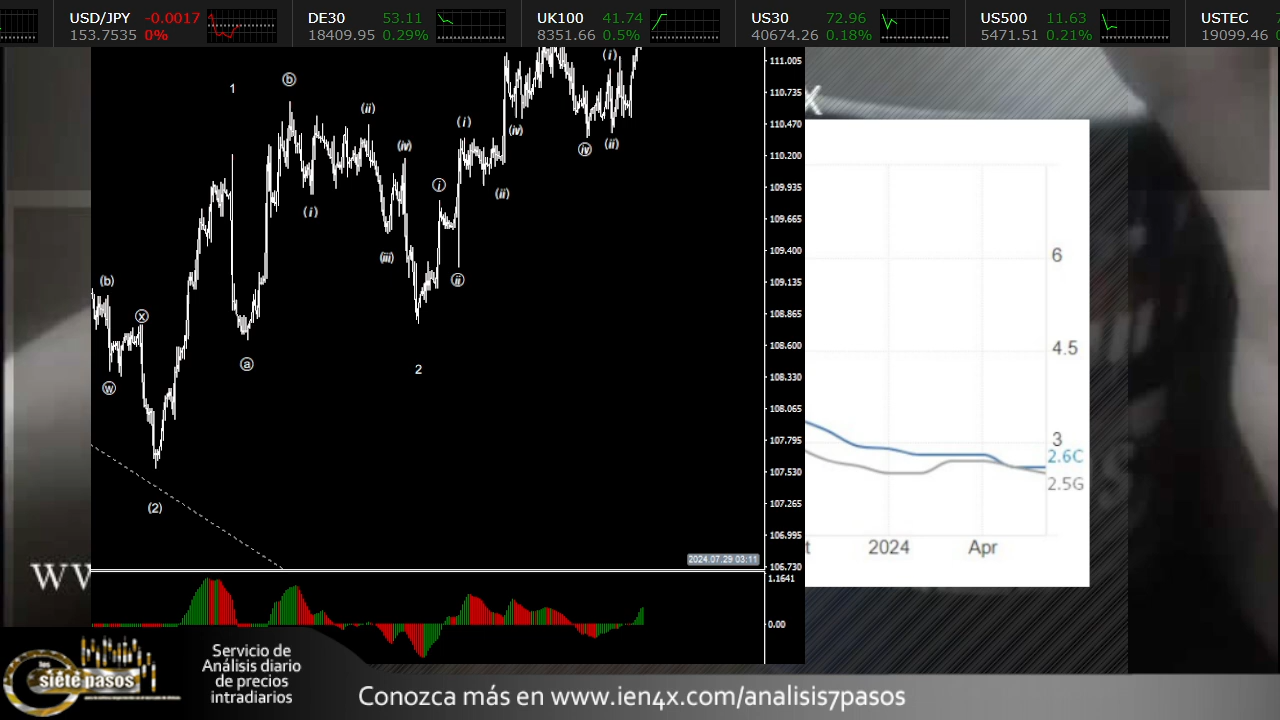 USD/JPY -0.0017
153.7535 0%
DE30 53.11
18409.95 0.29%
UK100 41.74
8351.66 0.5%
US30 72.96
40674.26 0.18%
US500 11.63
5471.51 0.21%
USTEC
19099.46
111.005
110.735
110.470
110.200
109.935
109.665
109.400
109.135
108.865
108.600
108.330
108.065
107.795
107.530
107.265
106.995
106.730
1.1641
0.00
1
b
(ii)
(iv)
(i)
(i)
(iii)
i
ii
(i)
(ii)
(iv)
iv
(i)
(ii)
(b)
x
w
a
2
(2)
2024.07.29 03:11
X
6
4.5
3
2.6C
2.5G
t 2024 Apr
WW
los
siete pasos
Servicio de
Análisis diario
de precios
intradiarios
Conozca más en www.ien4x.com/analisis7pasos